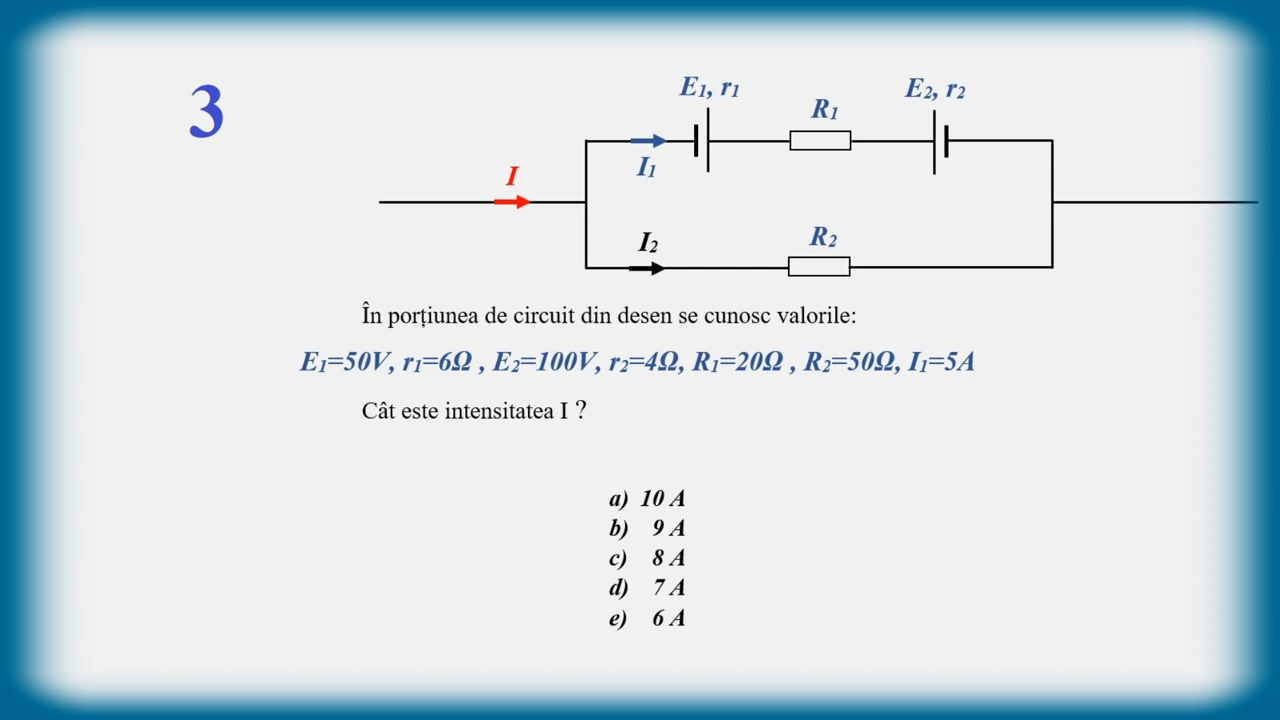 3
E1, r1
R1
E2, r2
I
I1
I2
R2
În porțiunea de circuit din desen se cunosc valorile:
E1=50V, r1=6Ω , E2=100V, r2=4Ω, R1=20Ω , R2=50Ω, I1=5A
Cât este intensitatea I ?
a) 10 A
b) 9 A
c) 8 A
d) 7 A
e) 6 A